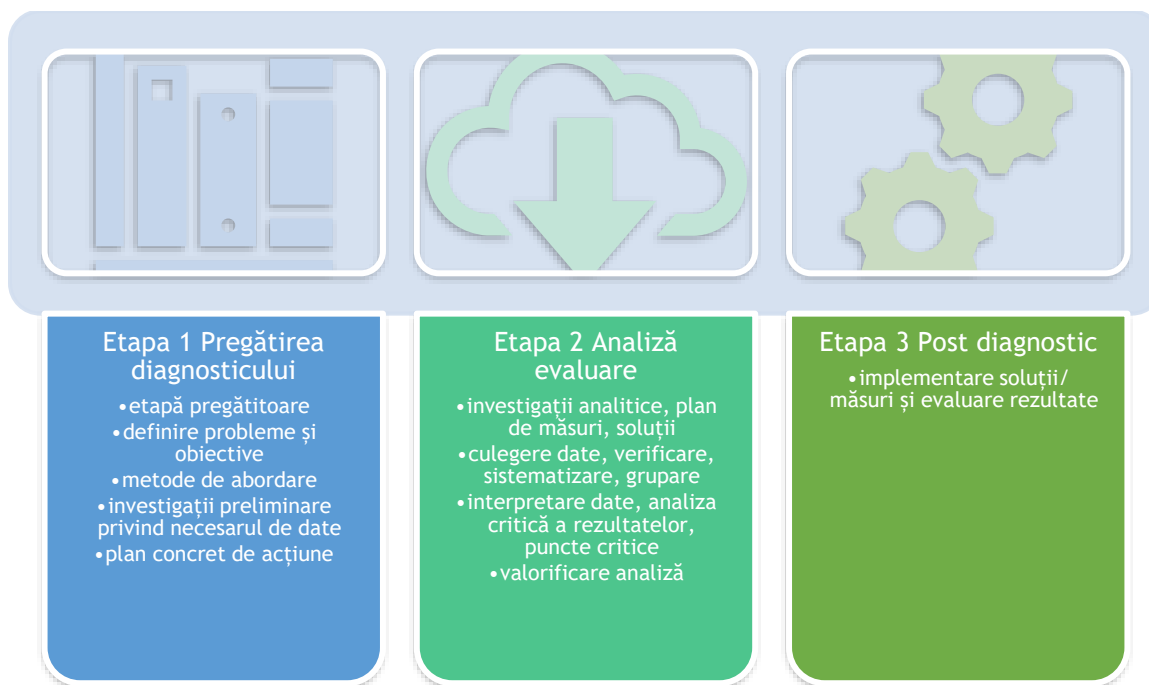 Etapa 1 Pregătirea
diagnosticului
•etapă pregătitoare
•definire probleme și
obiective
•metode de abordare
•investigații preliminare
privind necesarul de date
•plan concret de acțiune
Etapa 2 Analiză
evaluare
•investigații analitice, plan
de măsuri, soluții
•culegere date, verificare,
sistematizare, grupare
•interpretare date, analiza
critică a rezultatelor,
puncte critice
•valorificare analiză
Etapa 3 Post diagnostic
•implementare soluții/
măsuri și evaluare rezultate